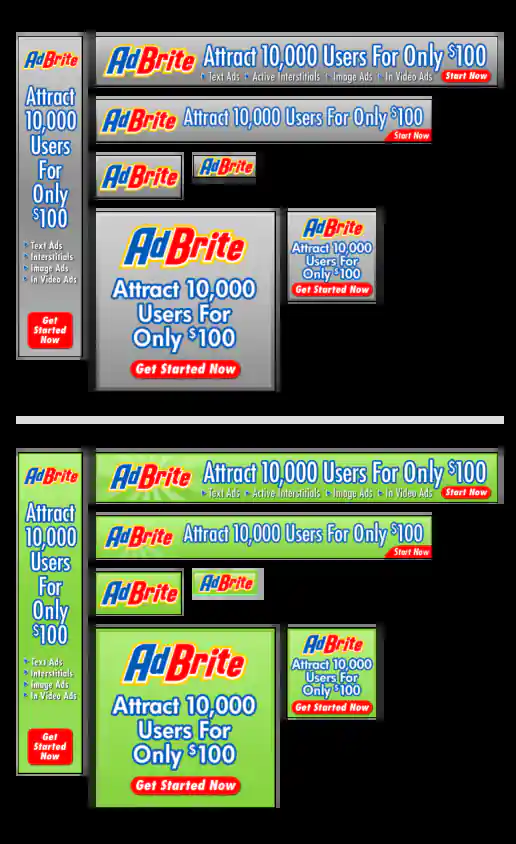 AdBrite
Attract
10,000
Users
For
Only
$100
Text Ads
Interstitials
Image Ads
In Video Ads
Get
Started
Now
AdBrite
Attract 10,000 Users For Only $100
Text Ads Active Interstitials Image Ads In Video Ads Start Now
AdBrite Attract 10,000 Users For Only $100
Start Now
AdBrite
AdBrite
AdBrite
Attract 10,000
Users For
Only $100
Get Started Now
AdBrite
Attract 10,000
Users For
Only $100
Get Started Now
AdBrite
Attract
10,000
Users
For
Only
$100
Text Ads
Interstitials
Image Ads
In Video Ads
Get
Started
Now
AdBrite
Attract 10,000 Users For Only $100
Text Ads Active Interstitials Image Ads In Video Ads Start Now
AdBrite Attract 10,000 Users For Only $100
Start Now
AdBrite
AdBrite
AdBrite
Attract 10,000
Users For
Only $100
Get Started Now
AdBrite
Attract 10,000
Users For
Only $100
Get Started Now